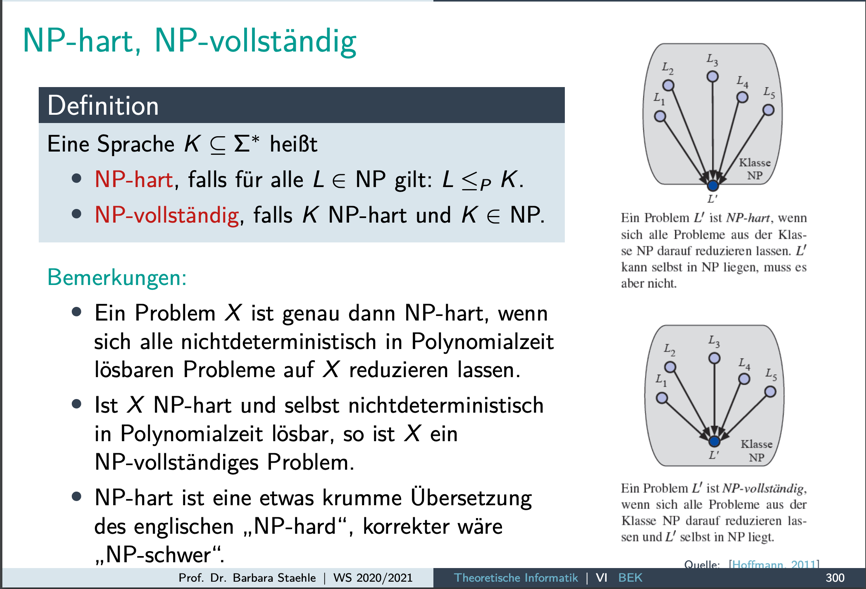 NP-hart, NP-vollständig
Definition
Eine Sprache K ⊆ Σ* heißt
• NP-hart, falls für alle L ∈ NP gilt: L ≤P K.
• NP-vollständig, falls K NP-hart und K ∈ NP.
Bemerkungen:
• Ein Problem X ist genau dann NP-hart, wenn
sich alle nichtdeterministisch in Polynomialzeit
lösbaren Probleme auf X reduzieren lassen.
• Ist X NP-hart und selbst nichtdeterministisch
in Polynomialzeit lösbar, so ist X ein
NP-vollständiges Problem.
• NP-hart ist eine etwas krumme Übersetzung
des englischen „NP-hard“, korrekter wäre
„NP-schwer“.
L1
L2
L3
L4
L5
Klasse
NP
L′
Ein Problem L′ ist NP-hart, wenn
sich alle Probleme aus der Klas-
se NP darauf reduzieren lassen. L′
kann selbst in NP liegen, muss es
aber nicht.
L1
L2
L3
L4
L5
Klasse
NP
L′
Ein Problem L′ ist NP-vollständig,
wenn sich alle Probleme aus der
Klasse NP darauf reduzieren las-
sen und L′ selbst in NP liegt.
Quelle: [Hoffmann, 2011]
Prof. Dr. Barbara Staehle | WS 2020/2021
Theoretische Informatik | VI BEK
300